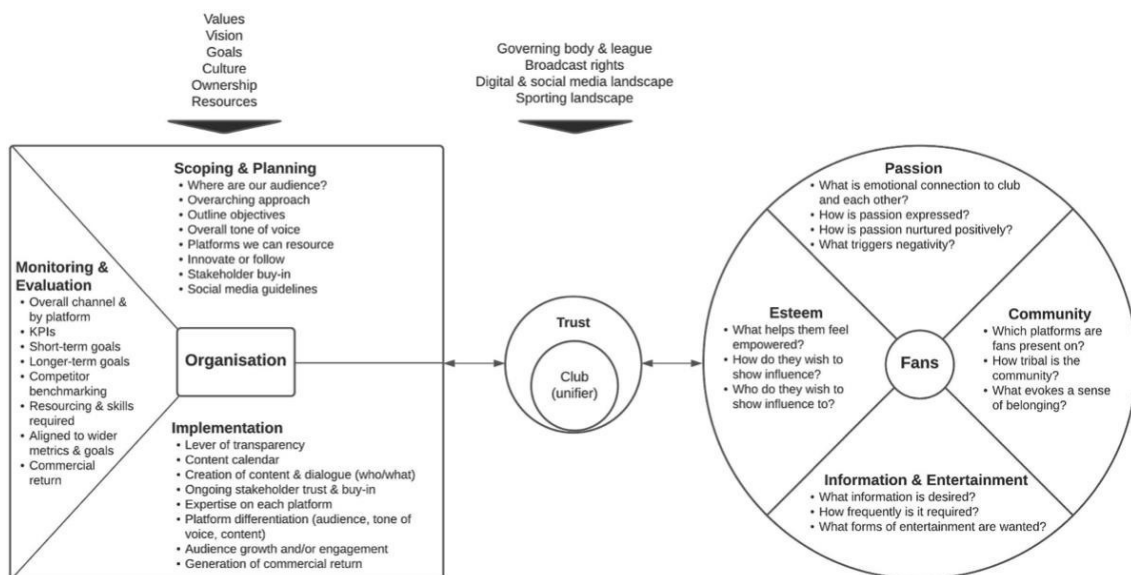 Values
Vision
Goals
Culture
Ownership
Resources
Governing body & league
Broadcast rights
Digital & social media landscape
Sporting landscape
Scoping & Planning
• Where are our audience?
• Overarching approach
• Outline objectives
• Overall tone of voice
• Platforms we can resource
• Innovate or follow
• Stakeholder buy-in
• Social media guidelines
Monitoring &
Evaluation
• Overall channel &
by platform
• KPIs
• Short-term goals
• Longer-term goals
• Competitor
benchmarking
• Resourcing & skills
required
• Aligned to wider
metrics & goals
• Commercial
return
Organisation
Implementation
• Lever of transparency
• Content calendar
• Creation of content & dialogue (who/what)
• Ongoing stakeholder trust & buy-in
• Expertise on each platform
• Platform differentiation (audience, tone of
voice, content)
• Audience growth and/or engagement
• Generation of commercial return
Trust
Club
(unifier)
Passion
• What is emotional connection to club
and each other?
• How is passion expressed?
• How is passion nurtured positively?
• What triggers negativity?
Esteem
• What helps them feel
empowered?
• How do they wish to
show influence?
• Who do they wish to
show influence to?
Fans
Community
• Which platforms are
fans present on?
• How tribal is the
community?
• What evokes a sense
of belonging?
Information & Entertainment
• What information is desired?
• How frequently is it required?
• What forms of entertainment are wanted?